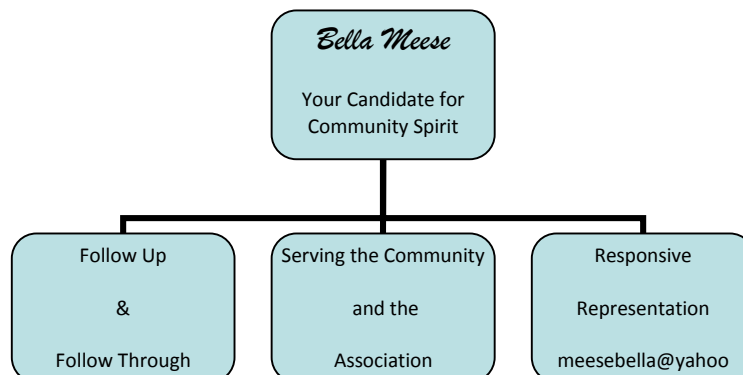 Bella Meese
Your Candidate for
Community Spirit
Follow Up
&
Follow Through
Serving the Community
and the
Association
Responsive
Representation
meesebella@yahoo